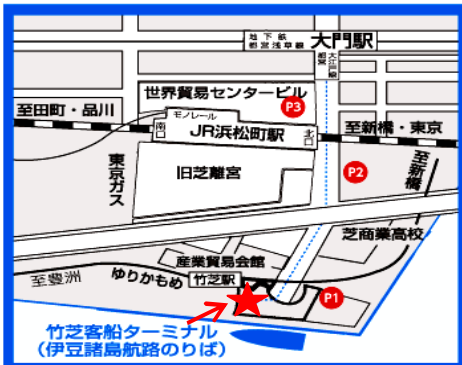 地下鉄
都営浅草線
大門駅
都営
大江戸線
世界貿易センタービル
P3
至田町・品川
モノレール
南口
JR浜松町駅
北口
至新橋・東京
東京ガス
旧芝離宮
P2
至新橋
芝商業高校
産業貿易会館
至豊洲
ゆりかもめ
竹芝駅
P1
竹芝客船ターミナル
（伊豆諸島航路のりば）